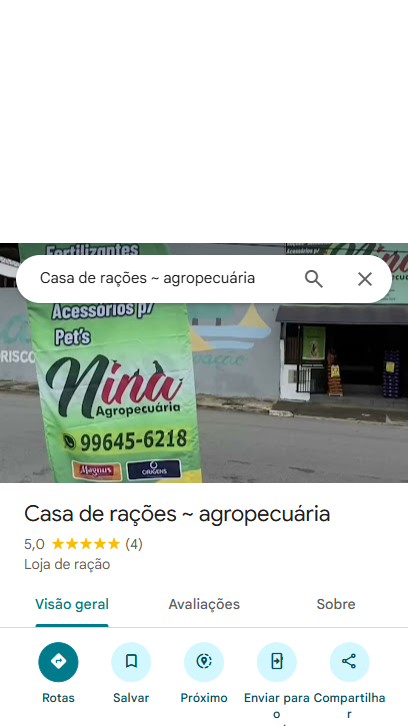 Fertilizantes
Casa de rações ~ agropecuária
Acessórios p/
Pet's
Nina
Agropecuária
99645-6218
Magnus
ORIGENS
Casa de rações ~ agropecuária
5,0 ★★★★★ (4)
Loja de ração
Visão geral Avaliações Sobre
Rotas Salvar Próximo Enviar para o Compartilhar